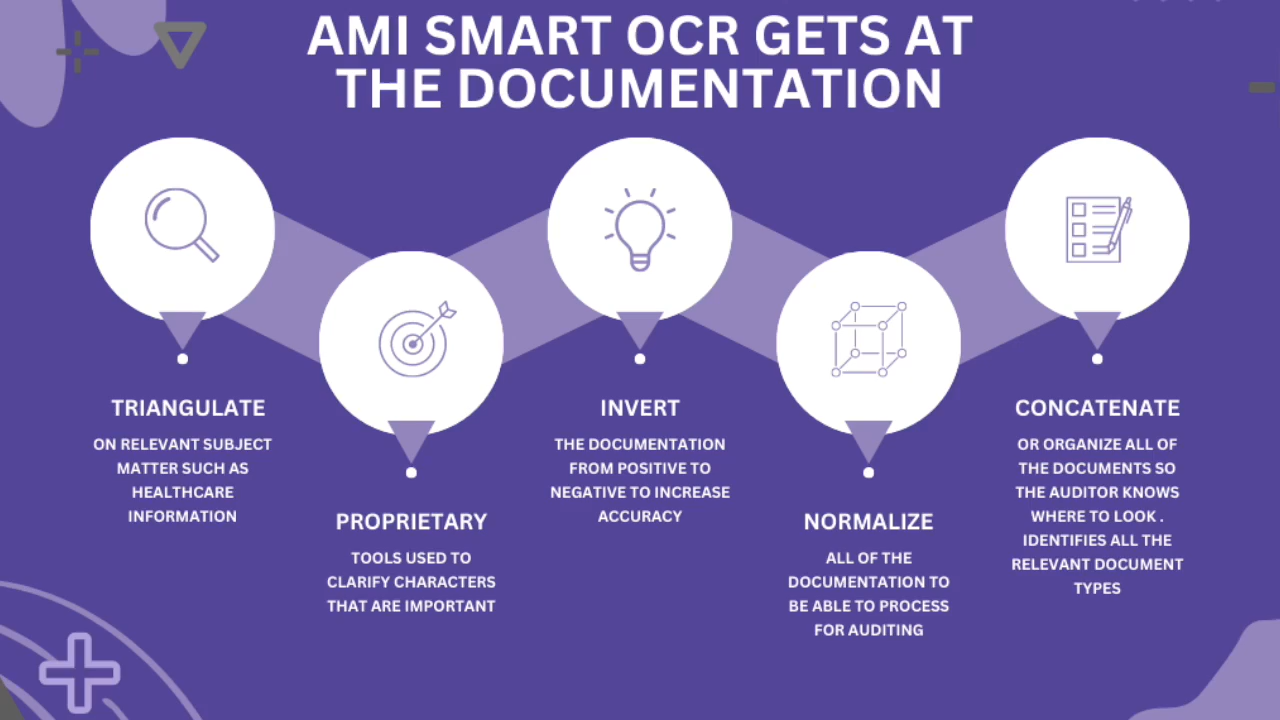 AMI SMART OCR GETS AT
THE DOCUMENTATION
TRIANGULATE
ON RELEVANT SUBJECT
MATTER SUCH AS
HEALTHCARE
INFORMATION
PROPRIETARY
TOOLS USED TO
CLARIFY CHARACTERS
THAT ARE IMPORTANT
INVERT
THE DOCUMENTATION
FROM POSITIVE TO
NEGATIVE TO INCREASE
ACCURACY
NORMALIZE
ALL OF THE
DOCUMENTATION TO
BE ABLE TO PROCESS
FOR AUDITING
CONCATENATE
OR ORGANIZE ALL OF
THE DOCUMENTS SO
THE AUDITOR KNOWS
WHERE TO LOOK .
IDENTIFIES ALL THE
RELEVANT DOCUMENT
TYPES